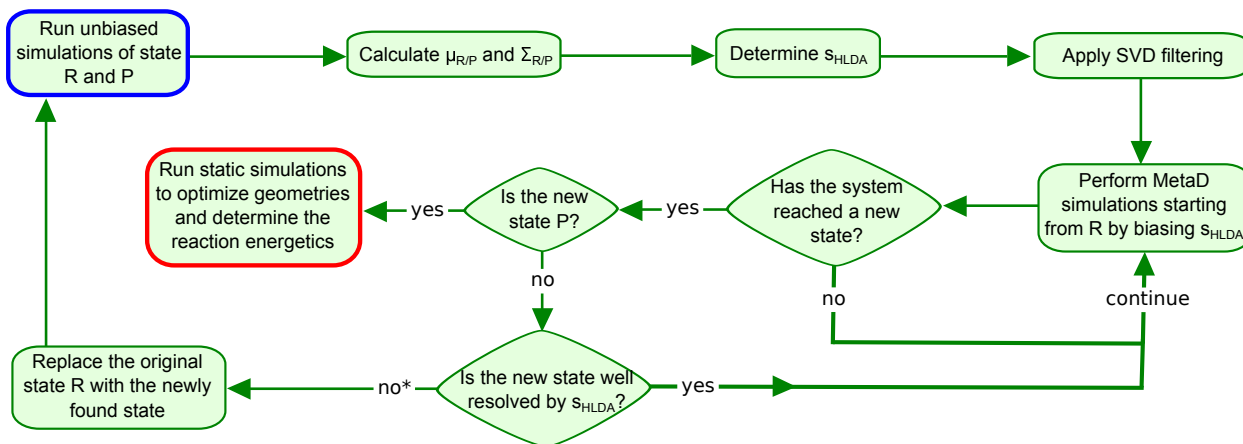 Run unbiased
simulations of state
R and P
Calculate μR/P and ΣR/P
Determine sHLDA
Apply SVD filtering
Perform MetaD
simulations starting
from R by biasing sHLDA
Has the system
reached a new
state?
yes
no
continue
Is the new
state P?
yes
no
Run static simulations
to optimize geometries
and determine the
reaction energetics
Is the new state well
resolved by sHLDA?
yes
no*
Replace the original
state R with the newly
found state